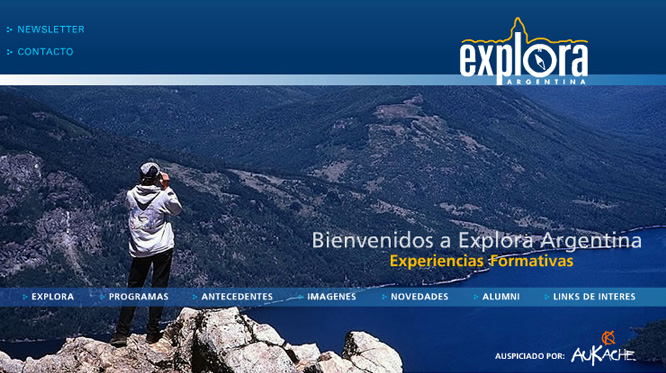 NEWSLETTER
CONTACTO
explora
ARGENTINA
Bienvenidos a Explora Argentina
Experiencias Formativas
EXPLORA PROGRAMAS ANTECEDENTES IMAGENES NOVEDADES ALUMNI LINKS DE INTERES
AUSPICIADO POR: AUKACHE